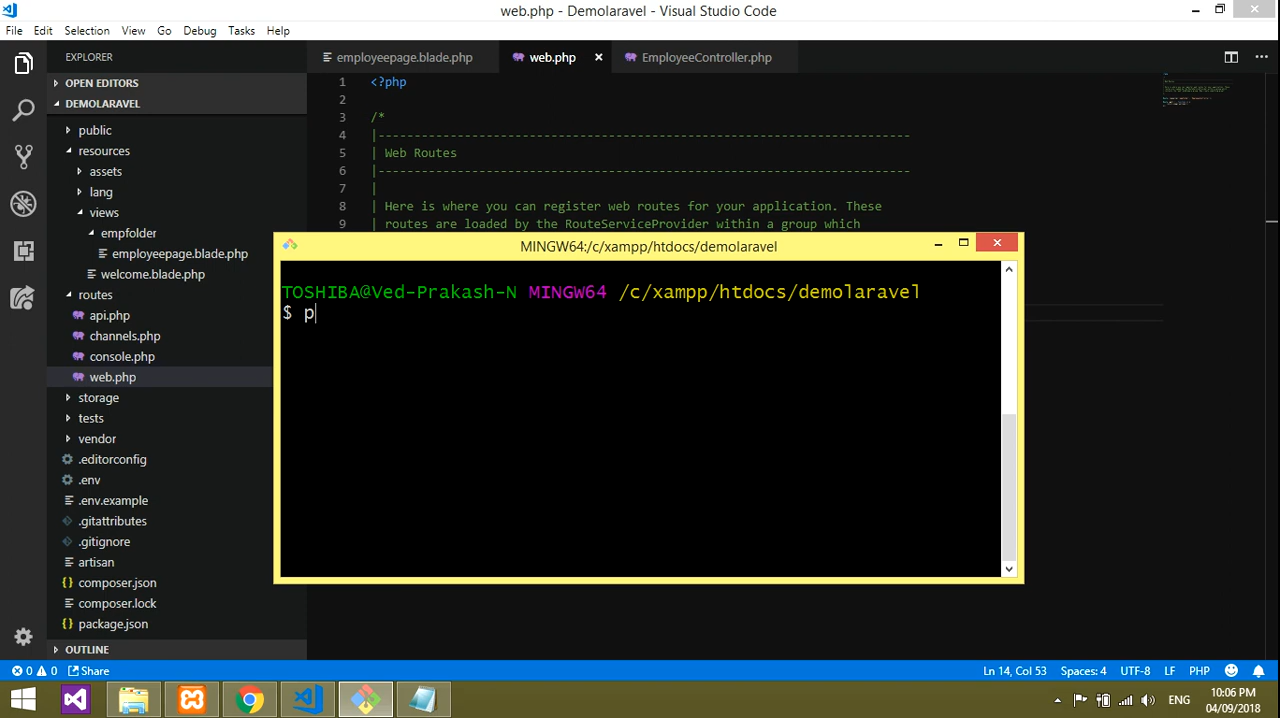 web.php - Demolaravel - Visual Studio Code
File Edit Selection View Go Debug Tasks Help
EXPLORER
employeepage.blade.php
web.php
EmployeeController.php
OPEN EDITORS
DEMOLARAVEL
public
resources
assets
lang
views
empfolder
employeepage.blade.php
welcome.blade.php
routes
api.php
channels.php
console.php
web.php
storage
tests
vendor
.editorconfig
.env
.env.example
.gitattributes
.gitignore
artisan
composer.json
composer.lock
package.json
OUTLINE
1 <?php
2
3 /*
4 |--------------------------------------------------------------------------
5 | Web Routes
6 |--------------------------------------------------------------------------
7 |
8 | Here is where you can register web routes for your application. These
9 | routes are loaded by the RouteServiceProvider within a group which
MINGW64:/c/xampp/htdocs/demolaravel
TOSHIBA@Ved-Prakash-N MINGW64 /c/xampp/htdocs/demolaravel
$ p
0 0 Share
Ln 14, Col 53 Spaces: 4 UTF-8 LF PHP
ENG
10:06 PM
04/09/2018